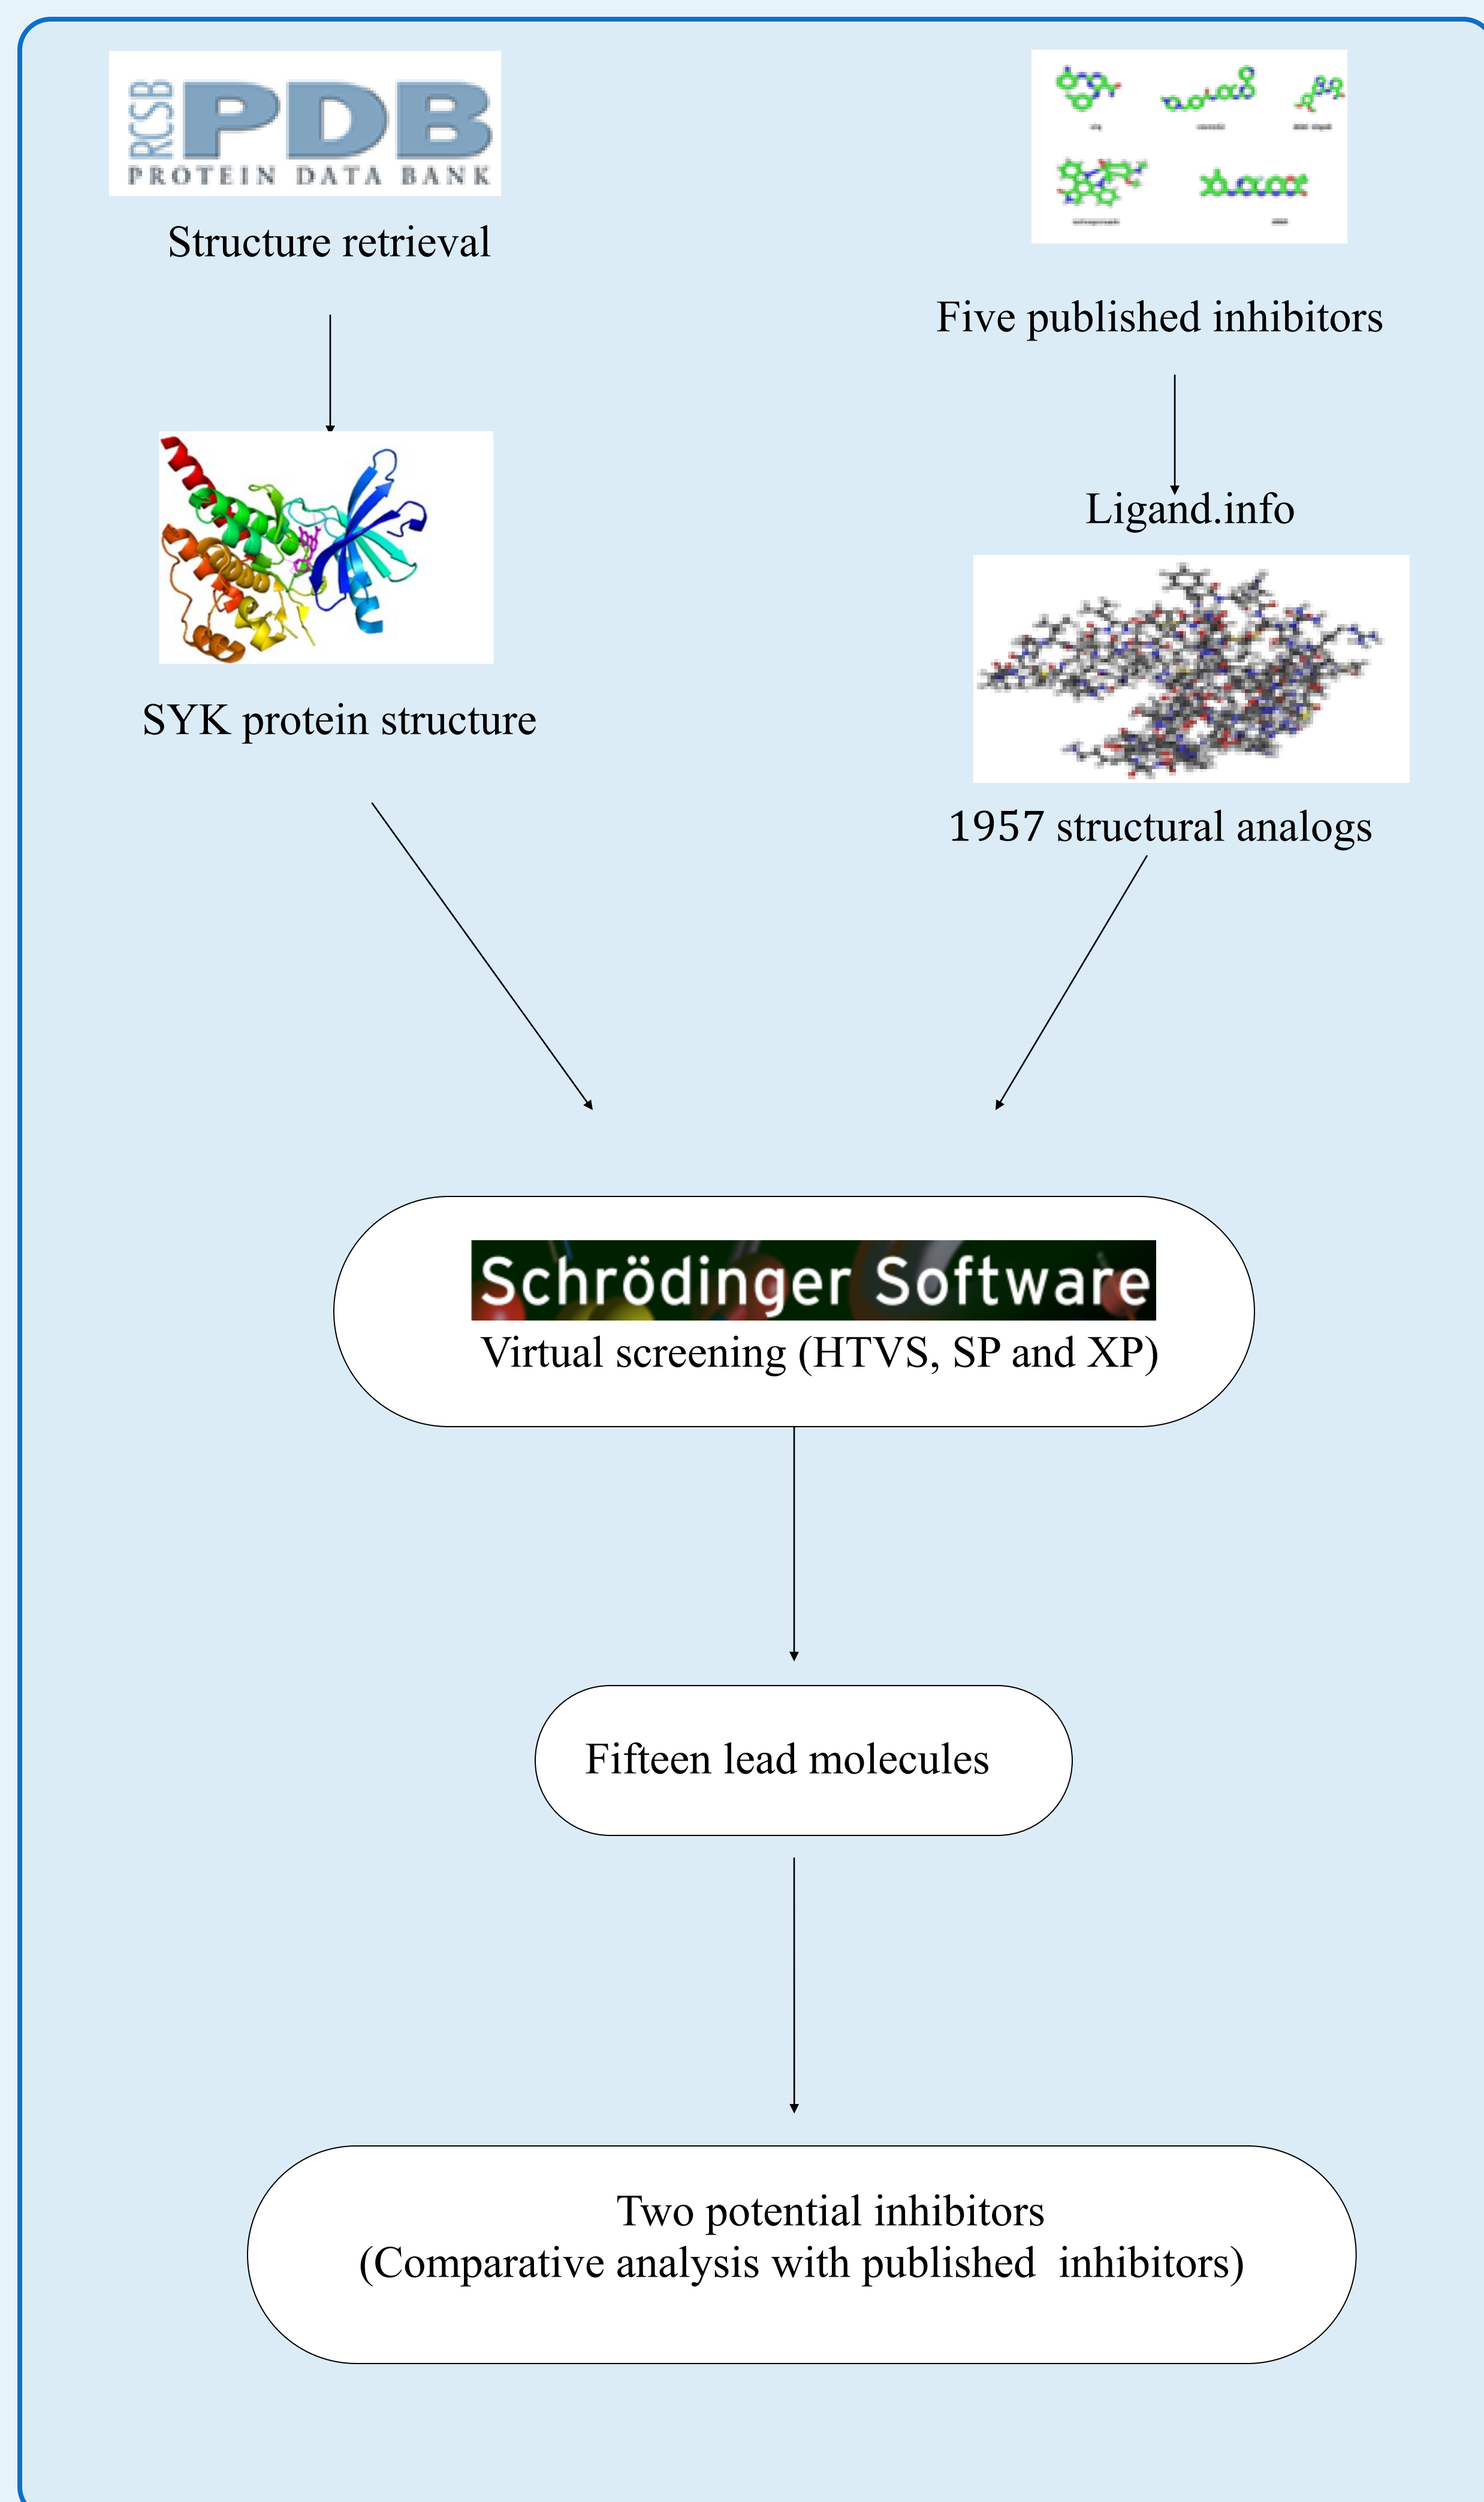 RCSB
PDB
PROTEIN DATA BANK
Structure retrieval
SYK protein structure
Five published inhibitors
Ligand.info
1957 structural analogs
Schrödinger Software
Virtual screening (HTVS, SP and XP)
Fifteen lead molecules
Two potential inhibitors
(Comparative analysis with published inhibitors)